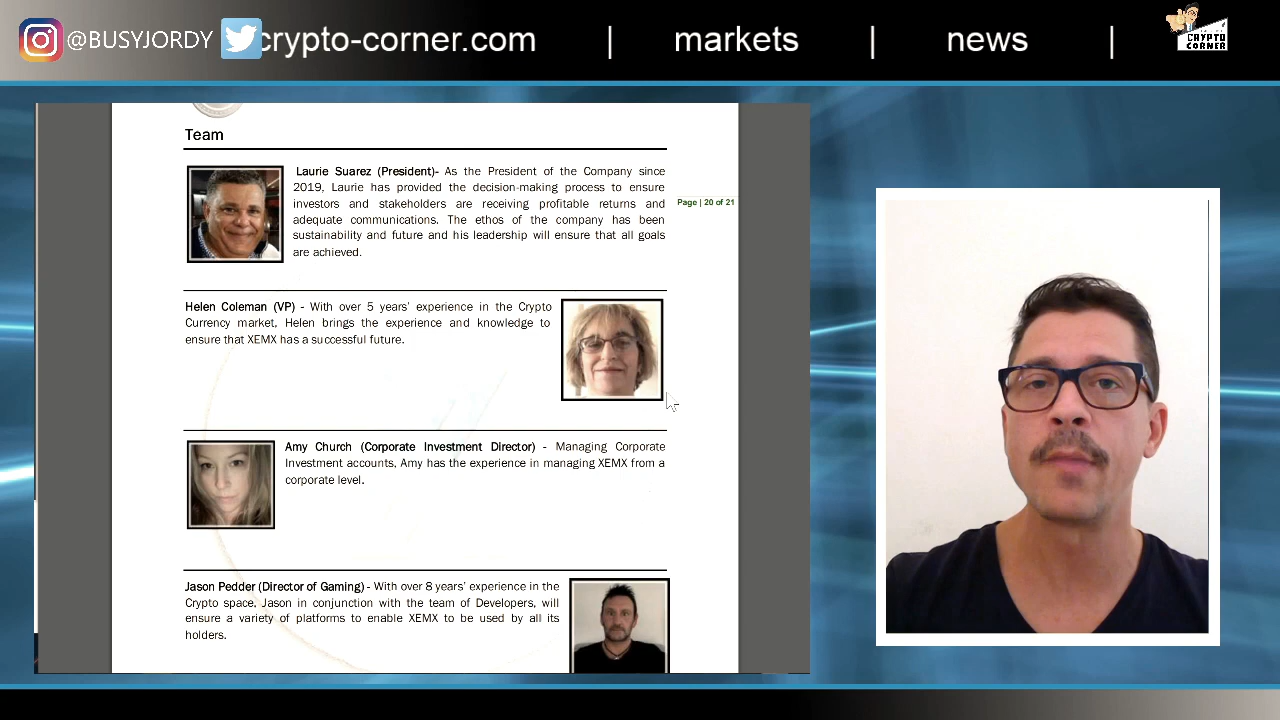 @BUSYJORDY
crypto-corner.com | markets | news |
CRYPTO
CORNER
Team
Laurie Suarez (President)- As the President of the Company since
2019, Laurie has provided the decision-making process to ensure
investors and stakeholders are receiving profitable returns and
adequate communications. The ethos of the company has been
sustainability and future and his leadership will ensure that all goals
are achieved.
Page | 20 of 21
Helen Coleman (VP) - With over 5 years' experience in the Crypto
Currency market, Helen brings the experience and knowledge to
ensure that XEMX has a successful future.
Amy Church (Corporate Investment Director) - Managing Corporate
Investment accounts, Amy has the experience in managing XEMX from a
corporate level.
Jason Pedder (Director of Gaming) - With over 8 years' experience in the
Crypto space, Jason in conjunction with the team of Developers, will
ensure a variety of platforms to enable XEMX to be used by all its
holders.